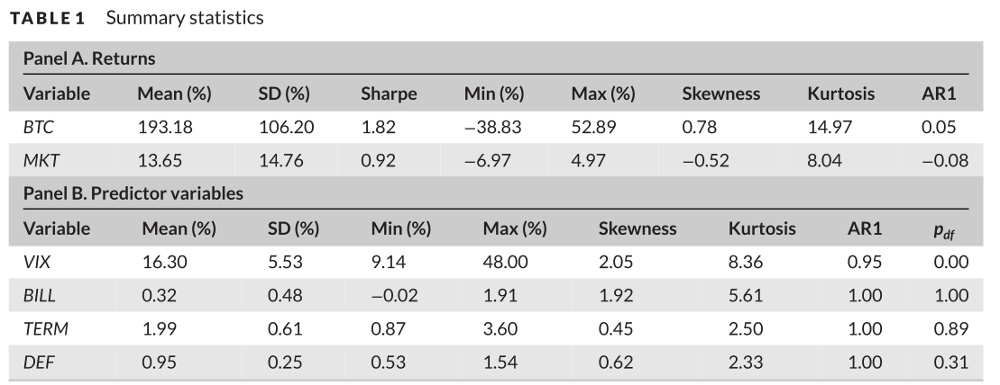 TABLE 1 Summary statistics
Panel A. Returns
Variable Mean (%) SD (%) Sharpe Min (%) Max (%) Skewness Kurtosis AR1
BTC 193.18 106.20 1.82 −38.83 52.89 0.78 14.97 0.05
MKT 13.65 14.76 0.92 −6.97 4.97 −0.52 8.04 −0.08
Panel B. Predictor variables
Variable Mean (%) SD (%) Min (%) Max (%) Skewness Kurtosis AR1 pdf
VIX 16.30 5.53 9.14 48.00 2.05 8.36 0.95 0.00
BILL 0.32 0.48 −0.02 1.91 1.92 5.61 1.00 1.00
TERM 1.99 0.61 0.87 3.60 0.45 2.50 1.00 0.89
DEF 0.95 0.25 0.53 1.54 0.62 2.33 1.00 0.31